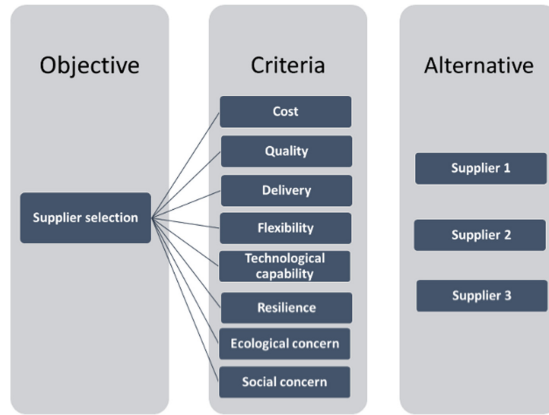 Objective
Criteria
Alternative
Supplier selection
Cost
Quality
Delivery
Flexibility
Technological
capability
Resilience
Ecological concern
Social concern
Supplier 1
Supplier 2
Supplier 3